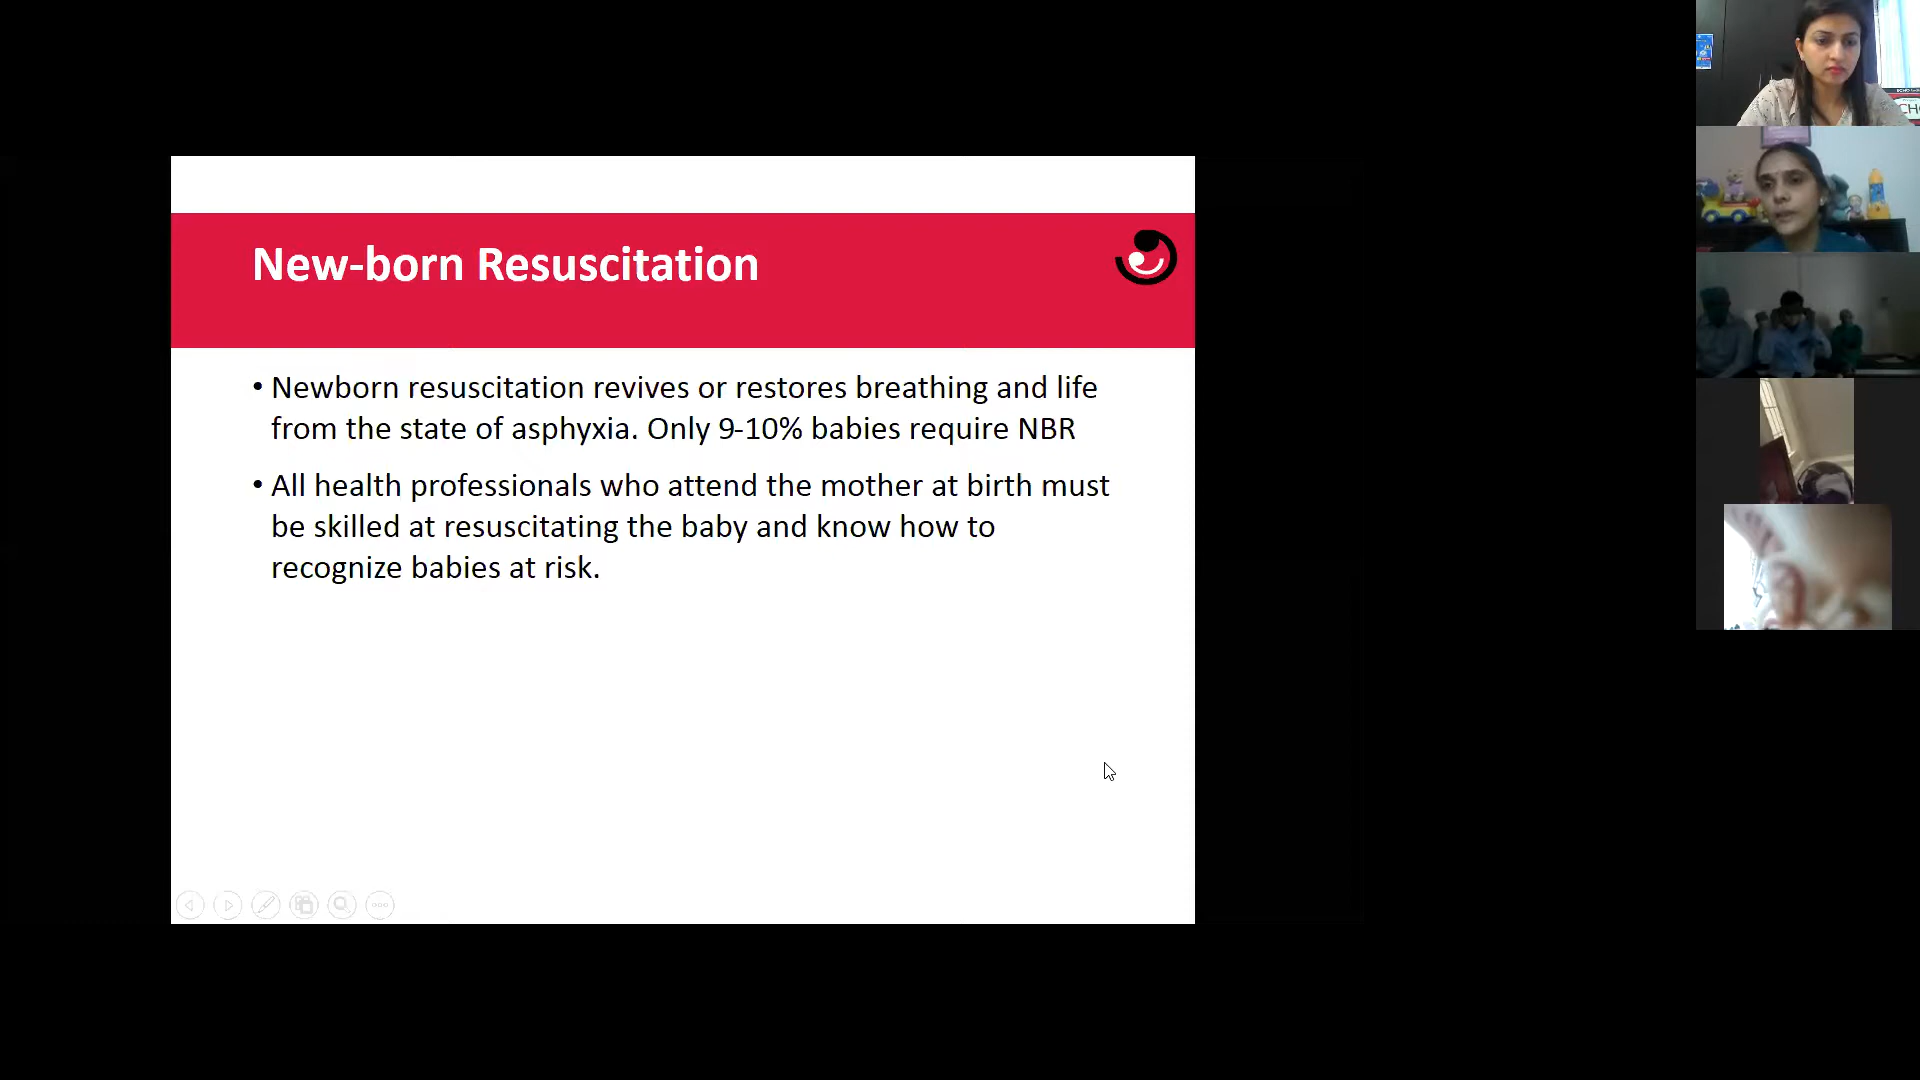 New-born Resuscitation
• Newborn resuscitation revives or restores breathing and life
from the state of asphyxia. Only 9-10% babies require NBR
• All health professionals who attend the mother at birth must
be skilled at resuscitating the baby and know how to
recognize babies at risk.